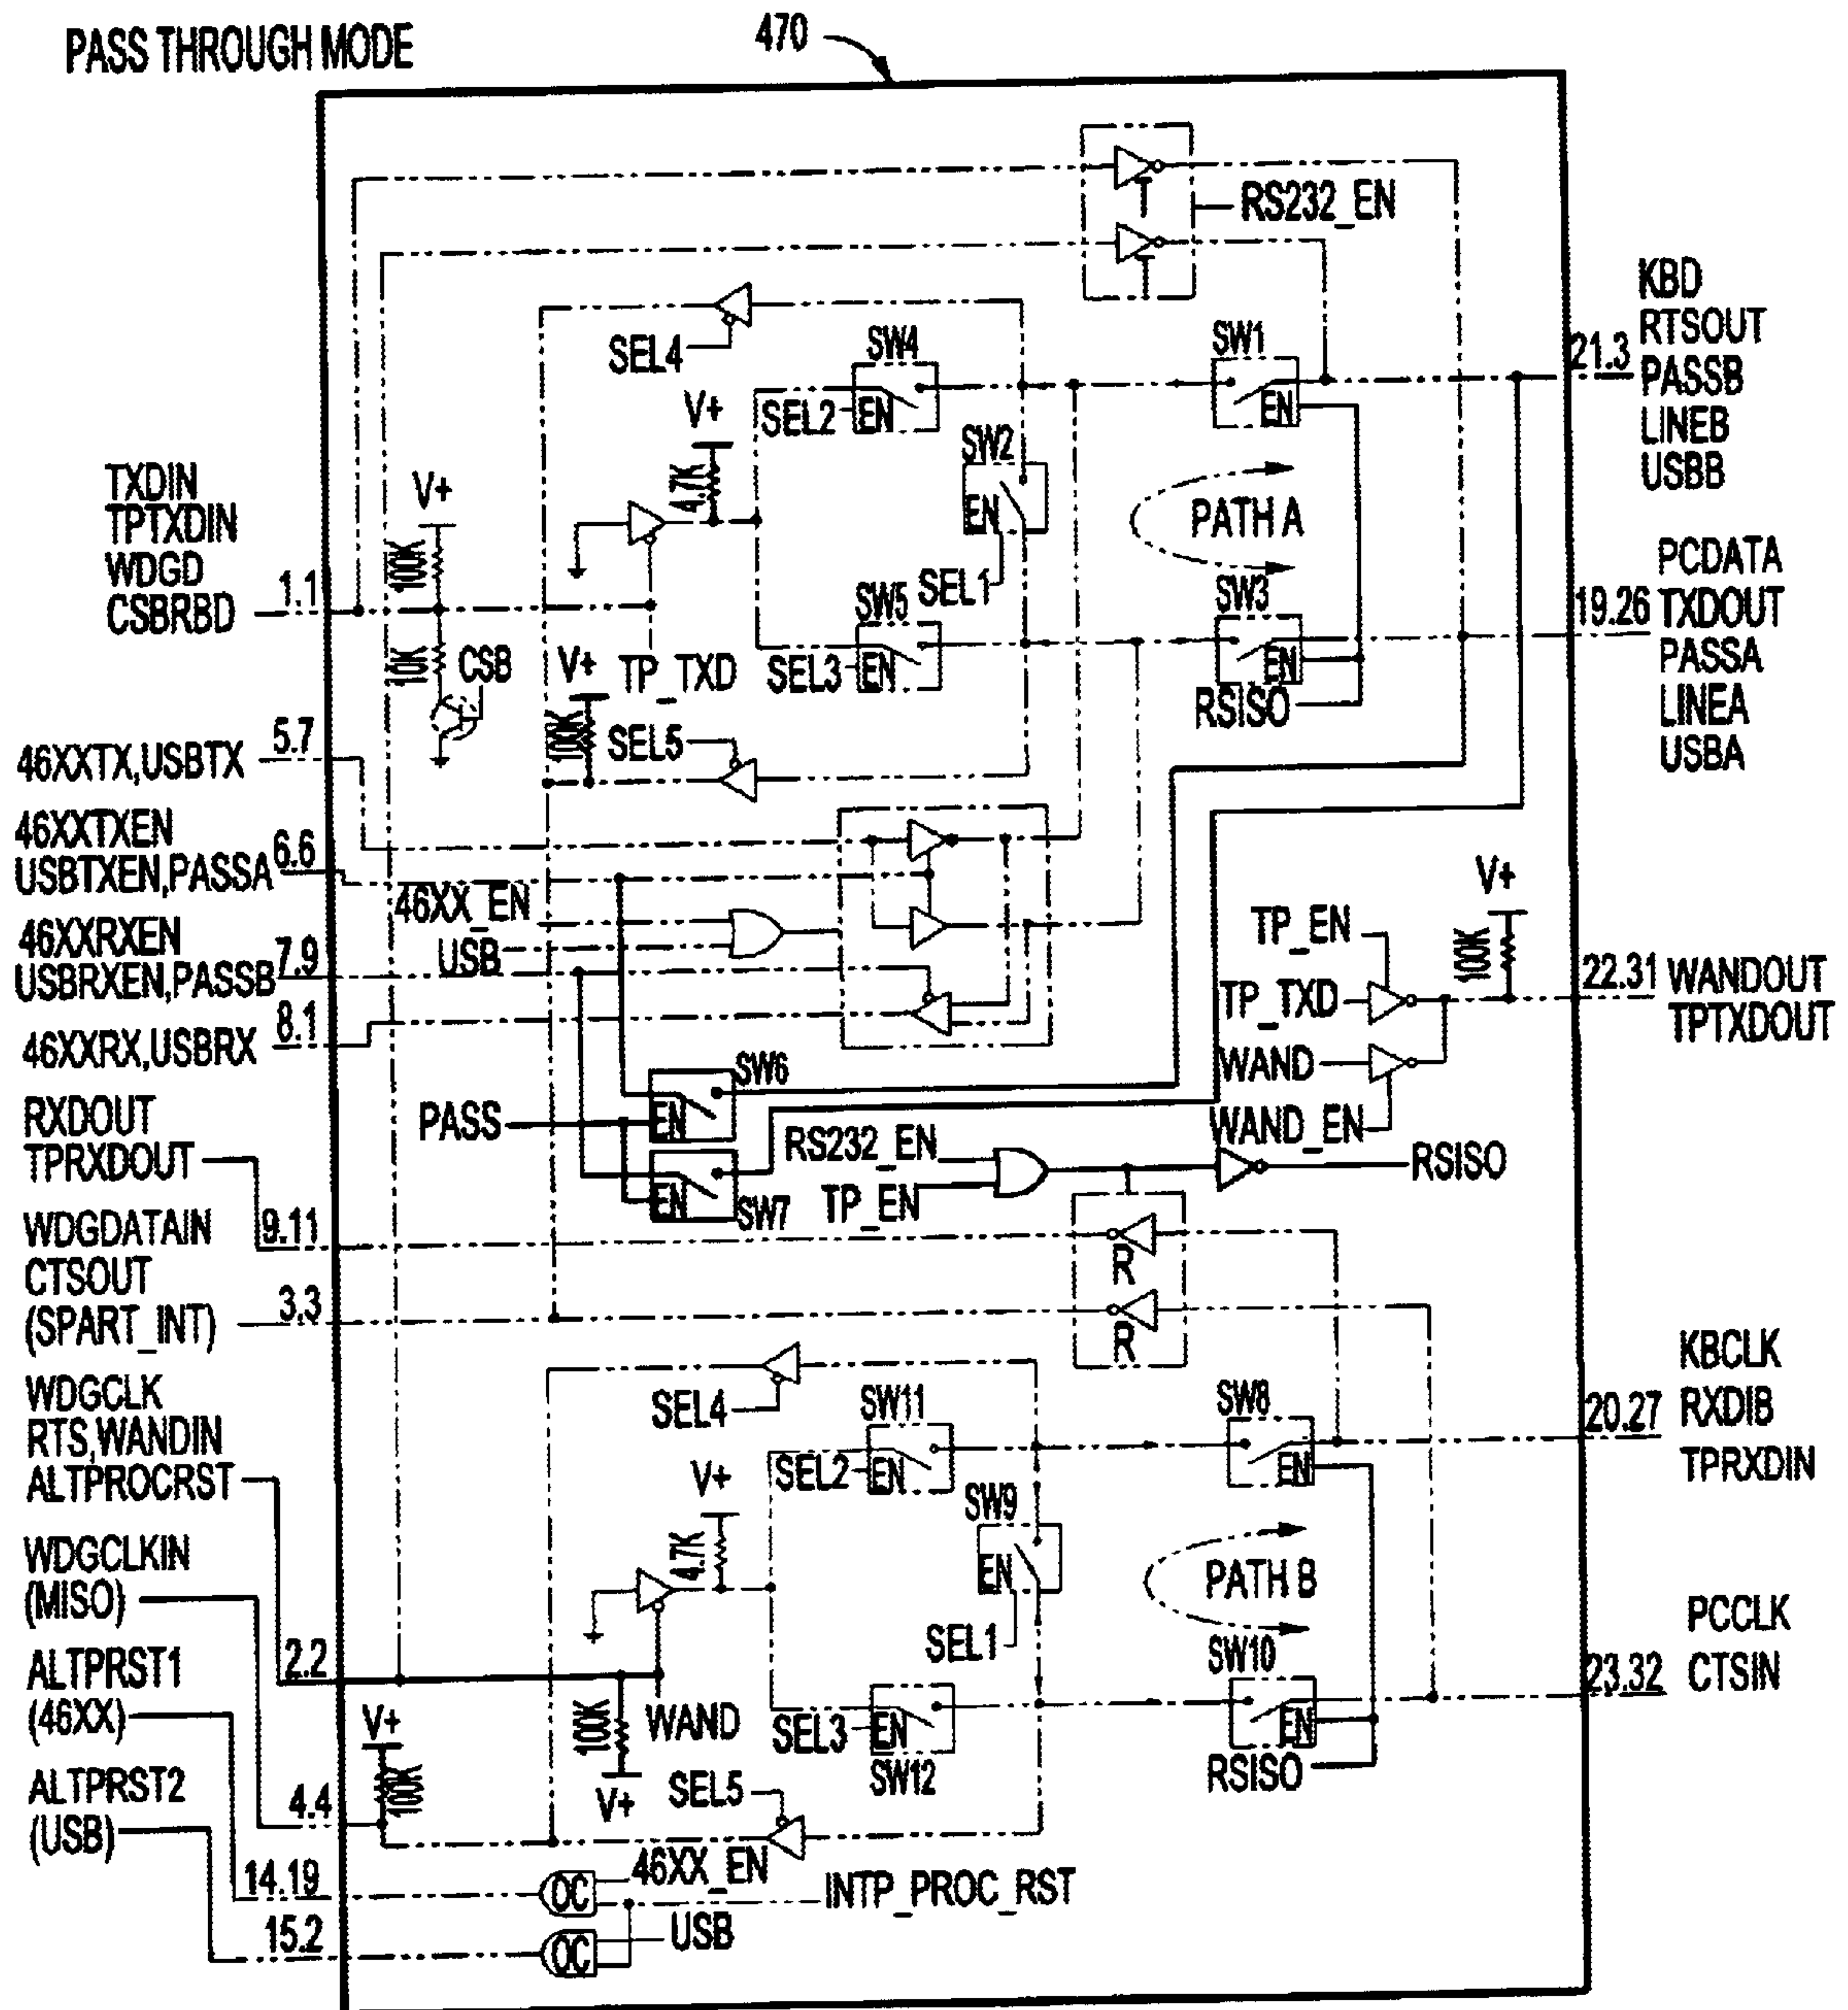 PASS THROUGH MODE
470
RS232_EN
KBD
RTSOUT
21.3
PASSB
LINEB
USBB
SEL4
SW4
SW1
V+
SEL2
EN
EN
4.7K
SW2
EN
PATH A
TXDIN
TPTXDIN
WDGD
CSBRBD
1.1
V+
100K
SEL1
SW5
SW3
PCDATA
19.26
TXDOUT
PASSA
LINEA
USBA
10K
CSB
V+
TP_TXD
SEL3
EN
EN
RSISO
100K
SEL5
46XXTX,USBTX
5.7
46XXTXEN
USBTXEN,PASSA
6.6
46XX_EN
USB
46XXRXEN
USBRXEN,PASSB
7.9
46XXRX,USBRX
8.1
V+
TP_EN
100K
TP_TXD
22.31
WANDOUT
TPTXDOUT
WAND
WAND_EN
SW6
PASS
EN
EN
SW7
RS232_EN
TP_EN
RSISO
RXDOUT
TPRXDOUT
9.11
R
R
WDGDATAIN
CTSOUT
(SPART_INT)
3.3
SEL4
SW11
SW8
KBCLK
20.27
RXDIB
TPRXDIN
WDGCLK
RTS,WANDIN
ALTPROCRST
2.2
SEL2
EN
EN
V+
4.7K
SW9
EN
PATH B
SEL1
WDGCLKIN
(MISO)
4.4
SW10
PCCLK
23.32
CTSIN
ALTPRST1
(46XX)
14.19
V+
100K
100K
WAND
V+
SEL3
EN
SW12
EN
RSISO
SEL5
ALTPRST2
(USB)
15.2
46XX_EN
OC
INTP_PROC_RST
USB
OC